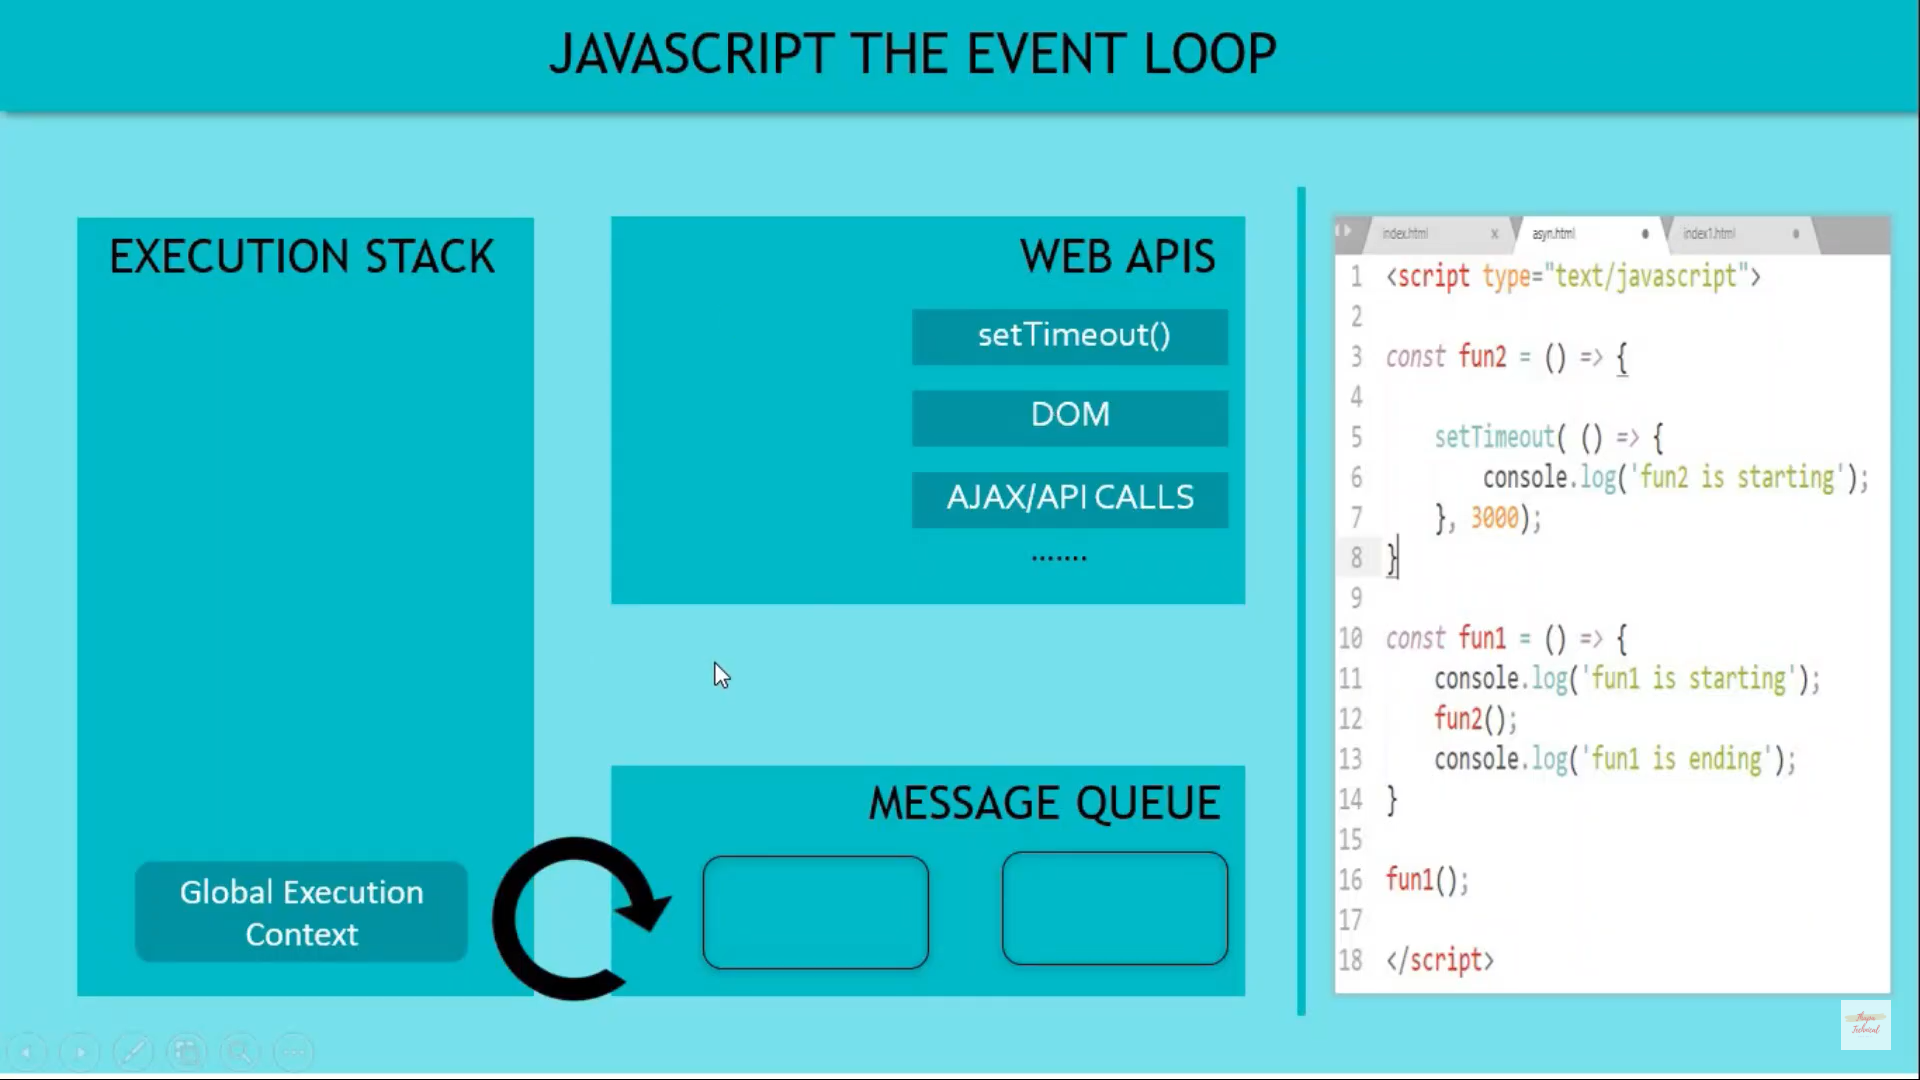 JAVASCRIPT THE EVENT LOOP
EXECUTION STACK
Global Execution
Context
WEB APIS
setTimeout()
DOM
AJAX/API CALLS
.......
MESSAGE QUEUE
index.html x asyn.html index1.html
1 <script type="text/javascript">
2
3 const fun2 = () => {
4
5 setTimeout( () => {
6 console.log('fun2 is starting');
7 }, 3000);
8 }
9
10 const fun1 = () => {
11 console.log('fun1 is starting');
12 fun2();
13 console.log('fun1 is ending');
14 }
15
16 fun1();
17
18 </script>
Technical